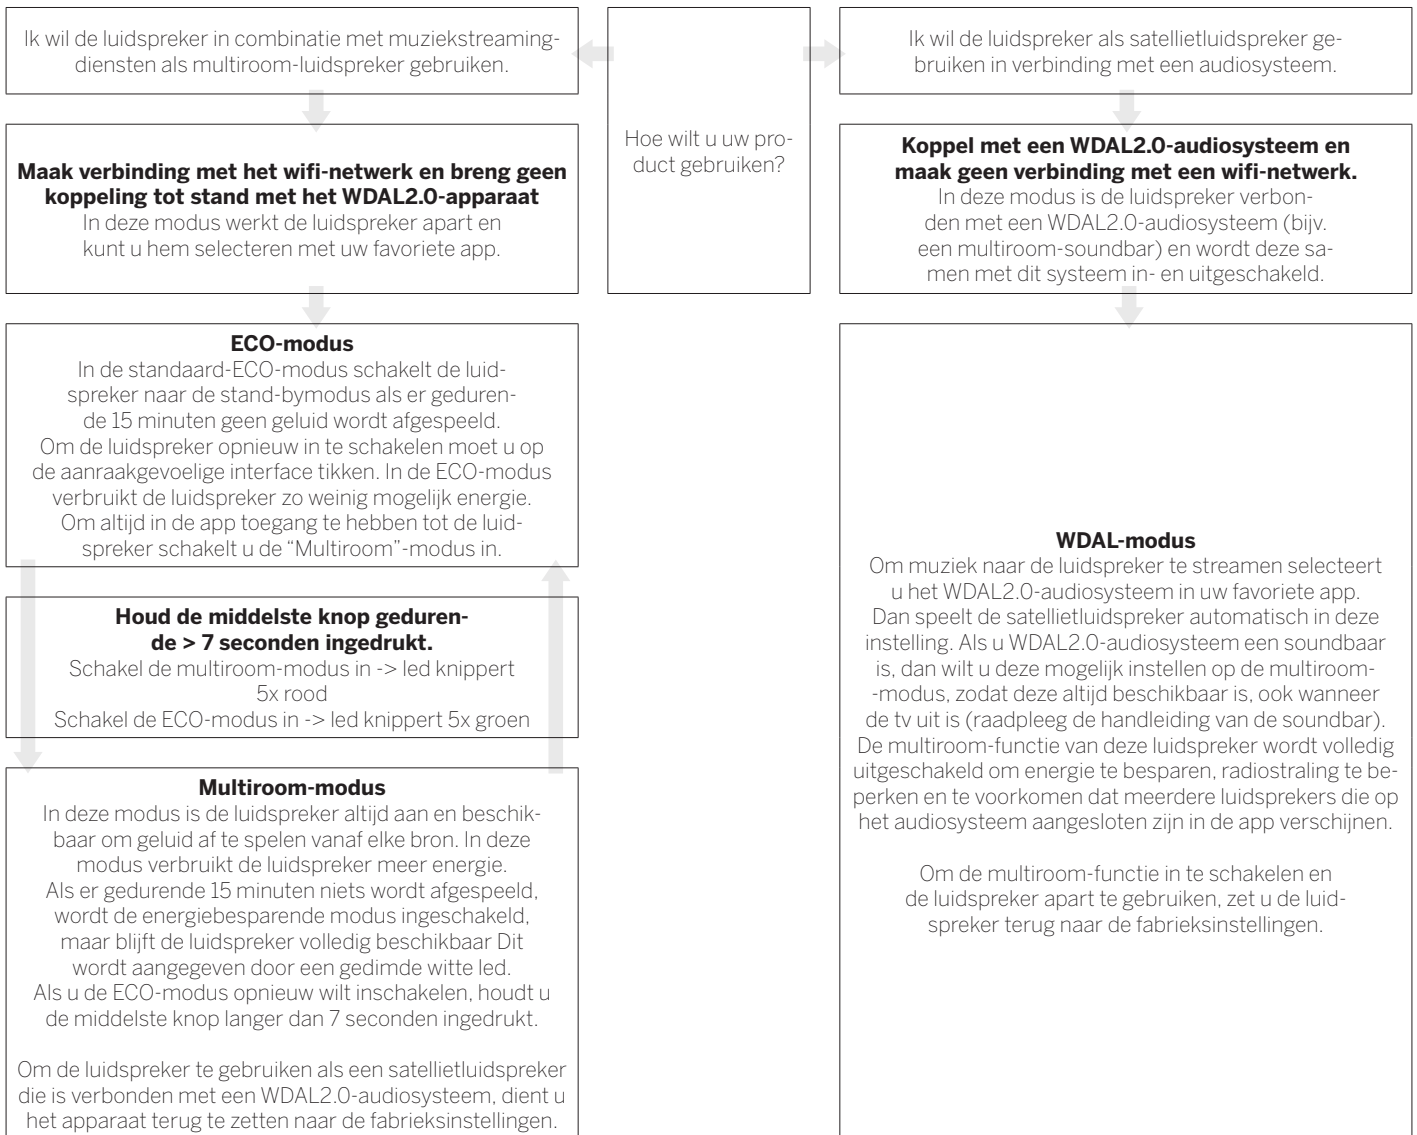 Hoe wilt u uw pro-
duct gebruiken?
Ik wil de luidspreker in combinatie met muziekstreaming-
diensten als multiroom-luidspreker gebruiken.
Maak verbinding met het wifi-netwerk en breng geen
koppeling tot stand met het WDAL2.0-apparaat
In deze modus werkt de luidspreker apart en
kunt u hem selecteren met uw favoriete app.
ECO-modus
In de standaard-ECO-modus schakelt de luid-
spreker naar de stand-bymodus als er geduren-
de 15 minuten geen geluid wordt afgespeeld.
Om de luidspreker opnieuw in te schakelen moet u op
de aanraakgevoelige interface tikken. In de ECO-modus
verbruikt de luidspreker zo weinig mogelijk energie.
Om altijd in de app toegang te hebben tot de luid-
spreker schakelt u de “Multiroom”-modus in.
Houd de middelste knop geduren-
de > 7 seconden ingedrukt.
Schakel de multiroom-modus in -> led knippert
5x rood
Schakel de ECO-modus in -> led knippert 5x groen
Multiroom-modus
In deze modus is de luidspreker altijd aan en beschik-
baar om geluid af te spelen vanaf elke bron. In deze
modus verbruikt de luidspreker meer energie.
Als er gedurende 15 minuten niets wordt afgespeeld,
wordt de energiebesparende modus ingeschakeld,
maar blijft de luidspreker volledig beschikbaar Dit
wordt aangegeven door een gedimde witte led.
Als u de ECO-modus opnieuw wilt inschakelen, houdt u
de middelste knop langer dan 7 seconden ingedrukt.
Om de luidspreker te gebruiken als een satellietluidspreker
die is verbonden met een WDAL2.0-audiosysteem, dient u
het apparaat terug te zetten naar de fabrieksinstellingen.
Ik wil de luidspreker als satellietluidspreker ge-
bruiken in verbinding met een audiosysteem.
Koppel met een WDAL2.0-audiosysteem en
maak geen verbinding met een wifi-netwerk.
In deze modus is de luidspreker verbon-
den met een WDAL2.0-audiosysteem (bijv.
een multiroom-soundbar) en wordt deze sa-
men met dit systeem in- en uitgeschakeld.
WDAL-modus
Om muziek naar de luidspreker te streamen selecteert
u het WDAL2.0-audiosysteem in uw favoriete app.
Dan speelt de satellietluidspreker automatisch in deze
instelling. Als u WDAL2.0-audiosysteem een soundbaar
is, dan wilt u deze mogelijk instellen op de multiroom-
-modus, zodat deze altijd beschikbaar is, ook wanneer
de tv uit is (raadpleeg de handleiding van de soundbar).
De multiroom-functie van deze luidspreker wordt volledig
uitgeschakeld om energie te besparen, radiostraling te be-
perken en te voorkomen dat meerdere luidsprekers die op
het audiosysteem aangesloten zijn in de app verschijnen.
Om de multiroom-functie in te schakelen en
de luidspreker apart te gebruiken, zet u de luid-
spreker terug naar de fabrieksinstellingen.